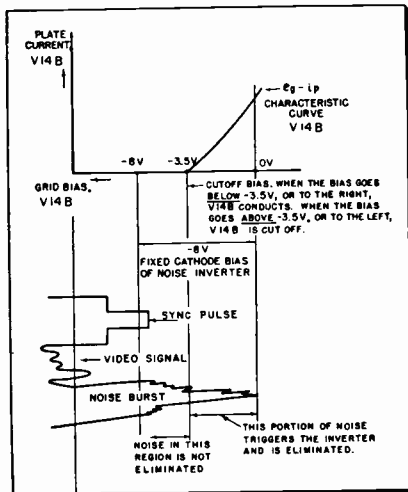 PLATE
CURRENT,
V14B
eg-ip
CHARACTERISTIC
CURVE
V14B
-8V
-3.5V
0V
GRID BIAS,
V14B
CUTOFF BIAS. WHEN THE BIAS GOES
BELOW -3.5V, OR TO THE RIGHT,
V14B CONDUCTS. WHEN THE BIAS
GOES ABOVE -3.5V, OR TO THE LEFT,
V14B IS CUT OFF.
-8V
FIXED CATHODE BIAS
OF NOISE INVERTER
SYNC PULSE
VIDEO SIGNAL
NOISE BURST
NOISE IN THIS
REGION IS NOT
ELIMINATED
THIS PORTION OF NOISE
TRIGGERS THE INVERTER
AND IS ELIMINATED.